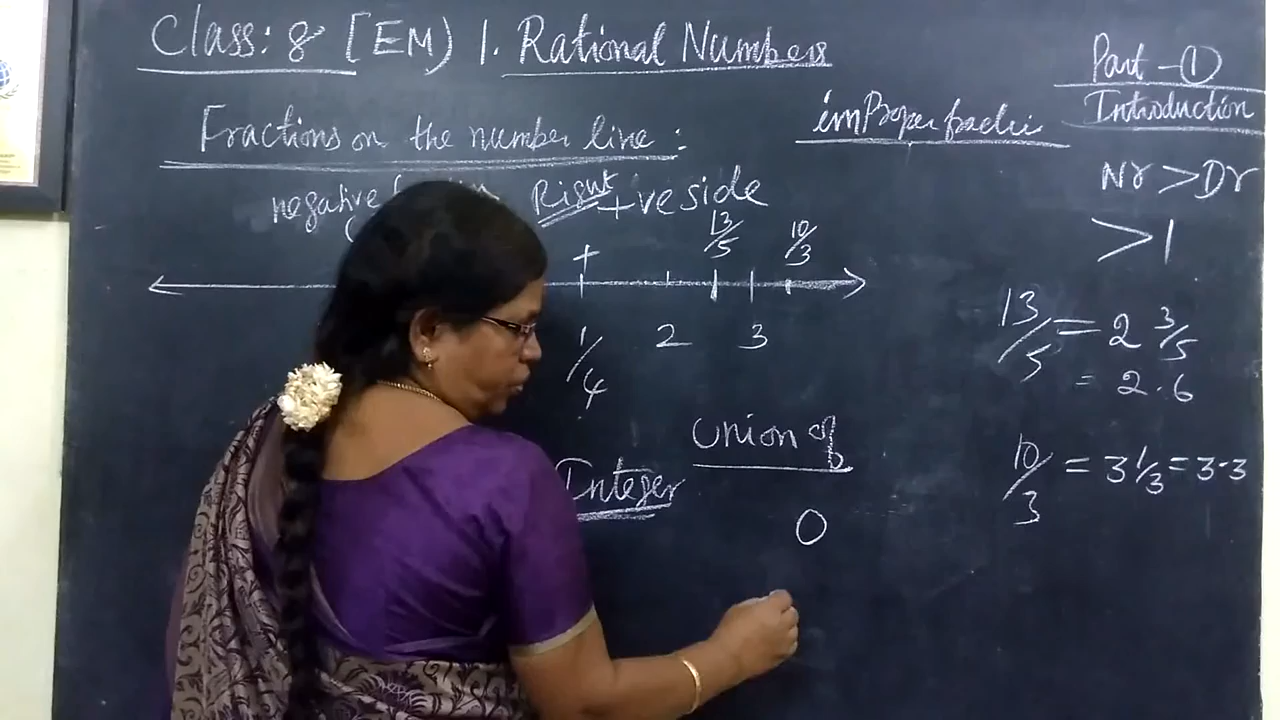 Class: 8 [EM) 1. Rational Numbers
Part - 1
Introduction
Fractions on the number line :
negative
Right +ve side
13/5 10/3
1/4 2 3
Union of
Integer
0
Nr > Dr
> 1
13/5 = 2 3/5
= 2.6
10/3 = 3 1/3 = 3.3